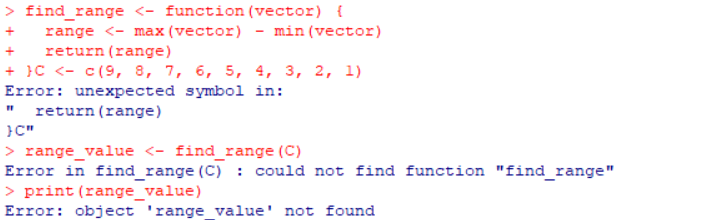 > find_range <- function(vector) {
+   range <- max(vector) - min(vector)
+   return(range)
+ }C <- c(9, 8, 7, 6, 5, 4, 3, 2, 1)
Error: unexpected symbol in:
"  return(range)
}C"
> range_value <- find_range(C)
Error in find_range(C) : could not find function "find_range"
> print(range_value)
Error: object 'range_value' not found